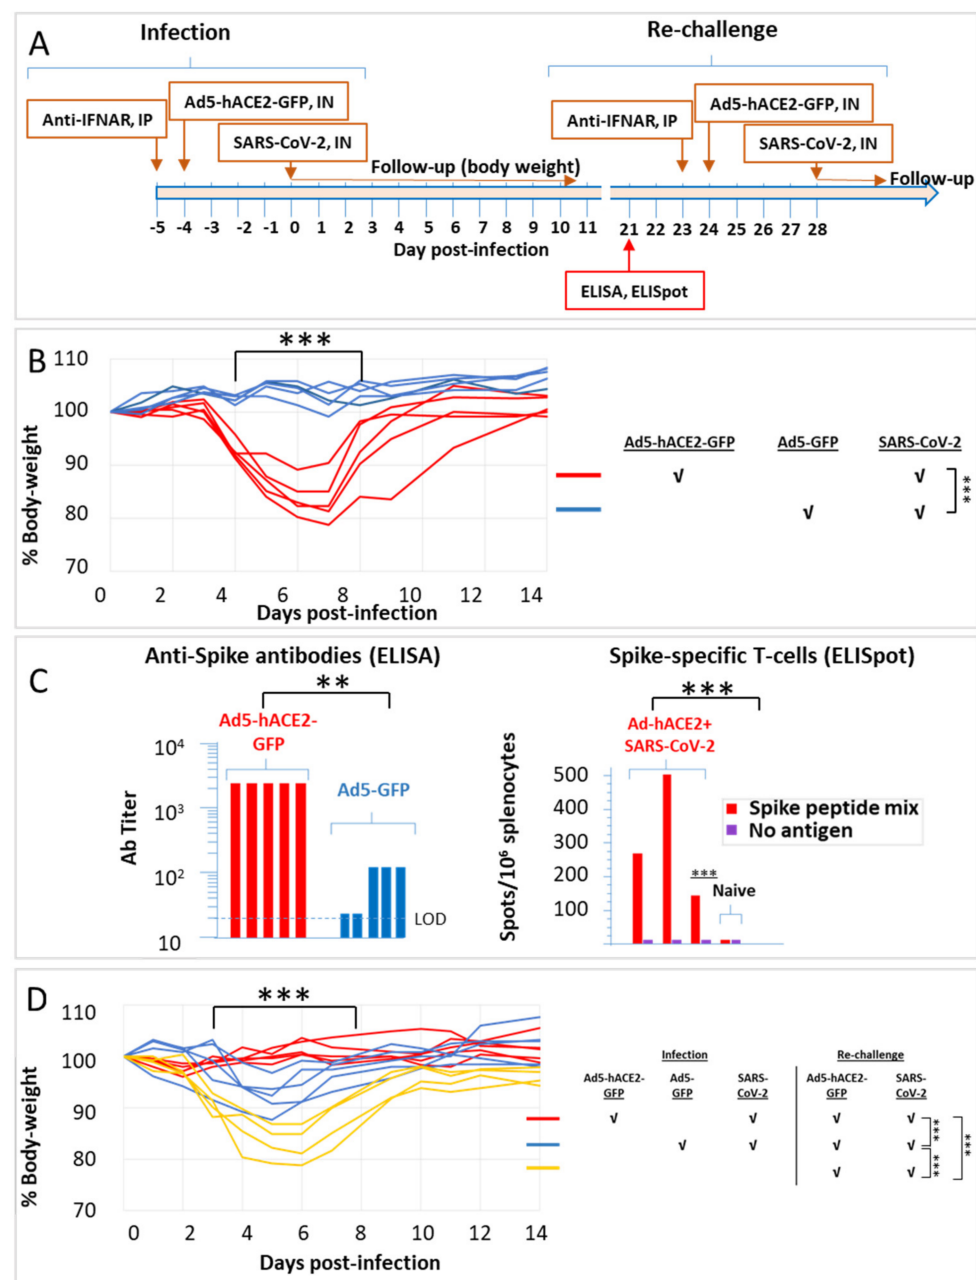 A
Infection
Re-challenge
Anti-IFNAR, IP
Ad5-hACE2-GFP, IN
SARS-CoV-2, IN
Follow-up (body weight)
Anti-IFNAR, IP
Ad5-hACE2-GFP, IN
SARS-CoV-2, IN
Follow-up
-5 -4 -3 -2 -1 0 1 2 3 4 5 6 7 8 9 10 11 21 22 23 24 25 26 27 28
Day post-infection
ELISA, ELISpot
B
***
% Body-weight
110
100
90
80
70
0 2 4 6 8 10 12 14
Days post-infection
Ad5-hACE2-GFP Ad5-GFP SARS-CoV-2
√ √
√ √
***
C
Anti-Spike antibodies (ELISA)
**
Ad5-hACE2-
GFP
Ad5-GFP
Ab Titer
10⁴
10³
10²
10
LOD
Spike-specific T-cells (ELISpot)
***
Ad-hACE2+
SARS-CoV-2
Spots/10⁶ splenocytes
500
400
300
200
100
Spike peptide mix
No antigen
***
Naive
D
***
% Body-weight
110
100
90
80
70
0 2 4 6 8 10 12 14
Days post-infection
Infection Re-challenge
Ad5-hACE2- Ad5- SARS- Ad5-hACE2- SARS-
GFP GFP CoV-2 GFP CoV-2
√ √ √ √
√ √ √ √
√ √
***
***
***